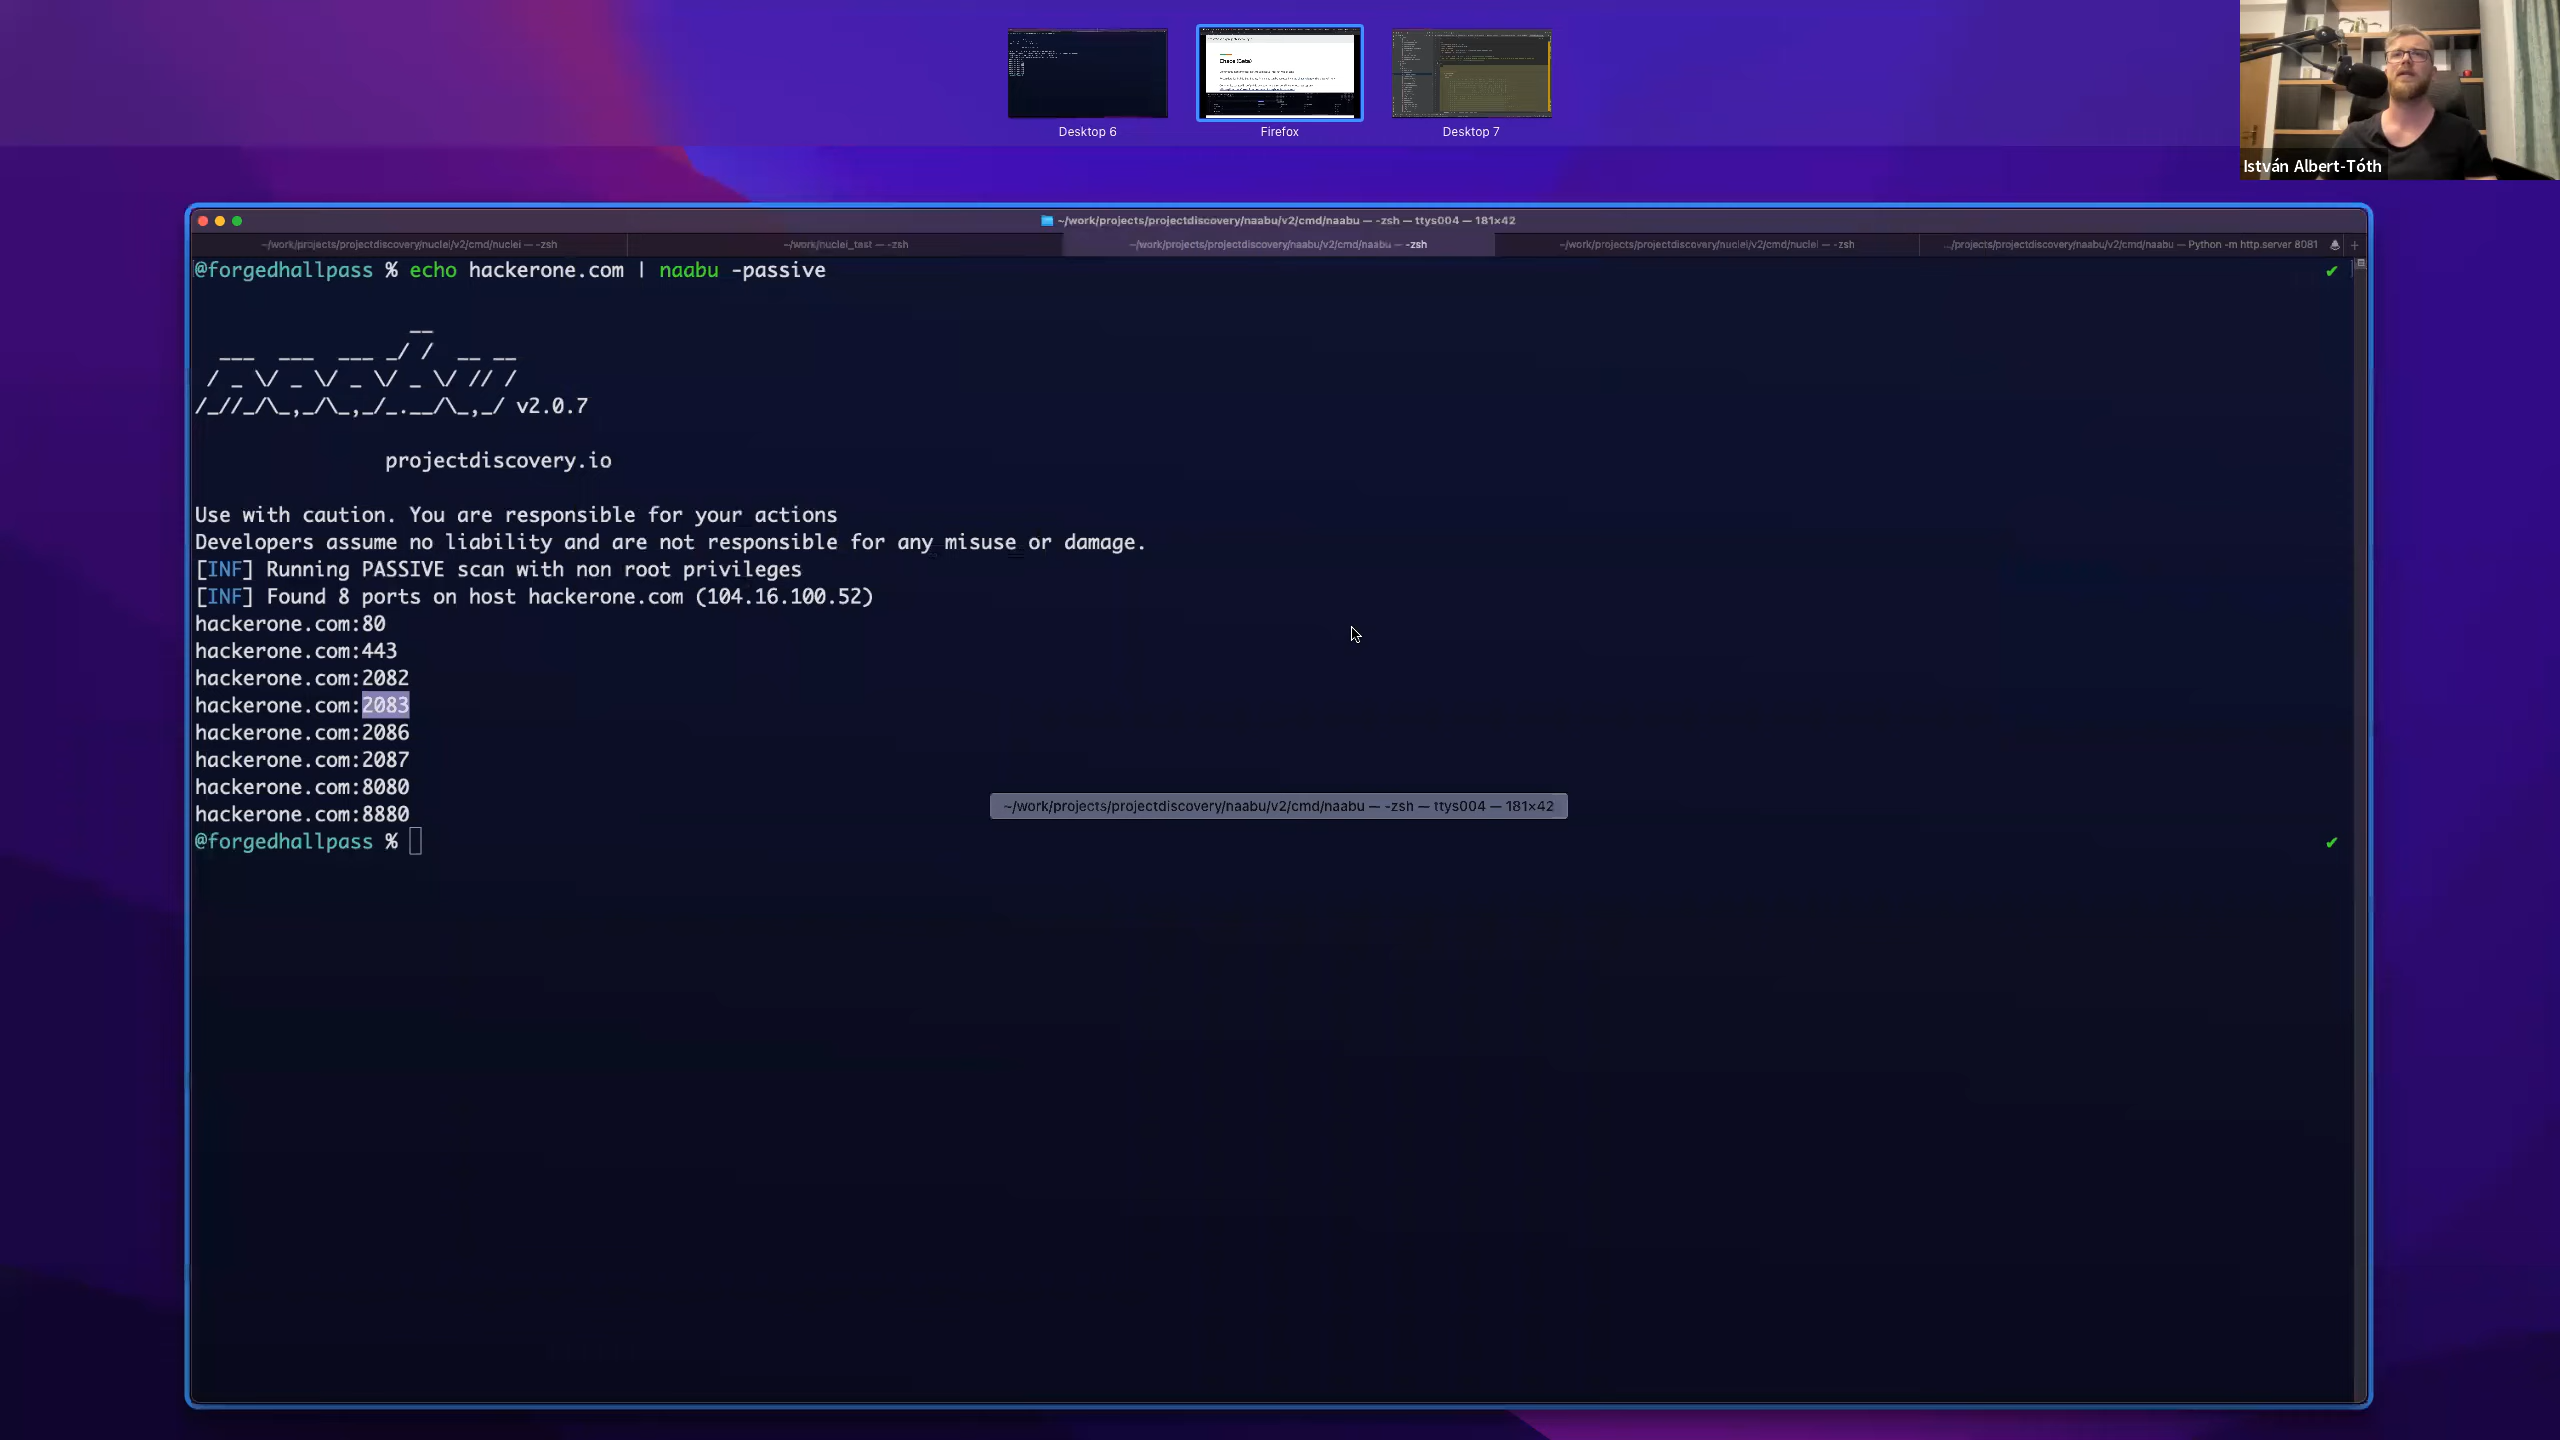 Desktop 6
Firefox
Desktop 7
István Albert-Tóth
~/work/projects/projectdiscovery/naabu/v2/cmd/naabu — -zsh — ttys004 — 181×42
~/work/projects/projectdiscovery/nuclei/v2/cmd/nuclei — -zsh
~/work/nuclei_test — -zsh
~/work/projects/projectdiscovery/naabu/v2/cmd/naabu — -zsh
~/work/projects/projectdiscovery/nuclei/v2/cmd/nuclei — -zsh
.../projects/projectdiscovery/naabu/v2/cmd/naabu — Python -m http.server 8081
@forgedhallpass % echo hackerone.com | naabu -passive
v2.0.7
projectdiscovery.io
Use with caution. You are responsible for your actions
Developers assume no liability and are not responsible for any misuse or damage.
[INF] Running PASSIVE scan with non root privileges
[INF] Found 8 ports on host hackerone.com (104.16.100.52)
hackerone.com:80
hackerone.com:443
hackerone.com:2082
hackerone.com:2083
hackerone.com:2086
hackerone.com:2087
hackerone.com:8080
~/work/projects/projectdiscovery/naabu/v2/cmd/naabu — -zsh — ttys004 — 181×42
hackerone.com:8880
@forgedhallpass %